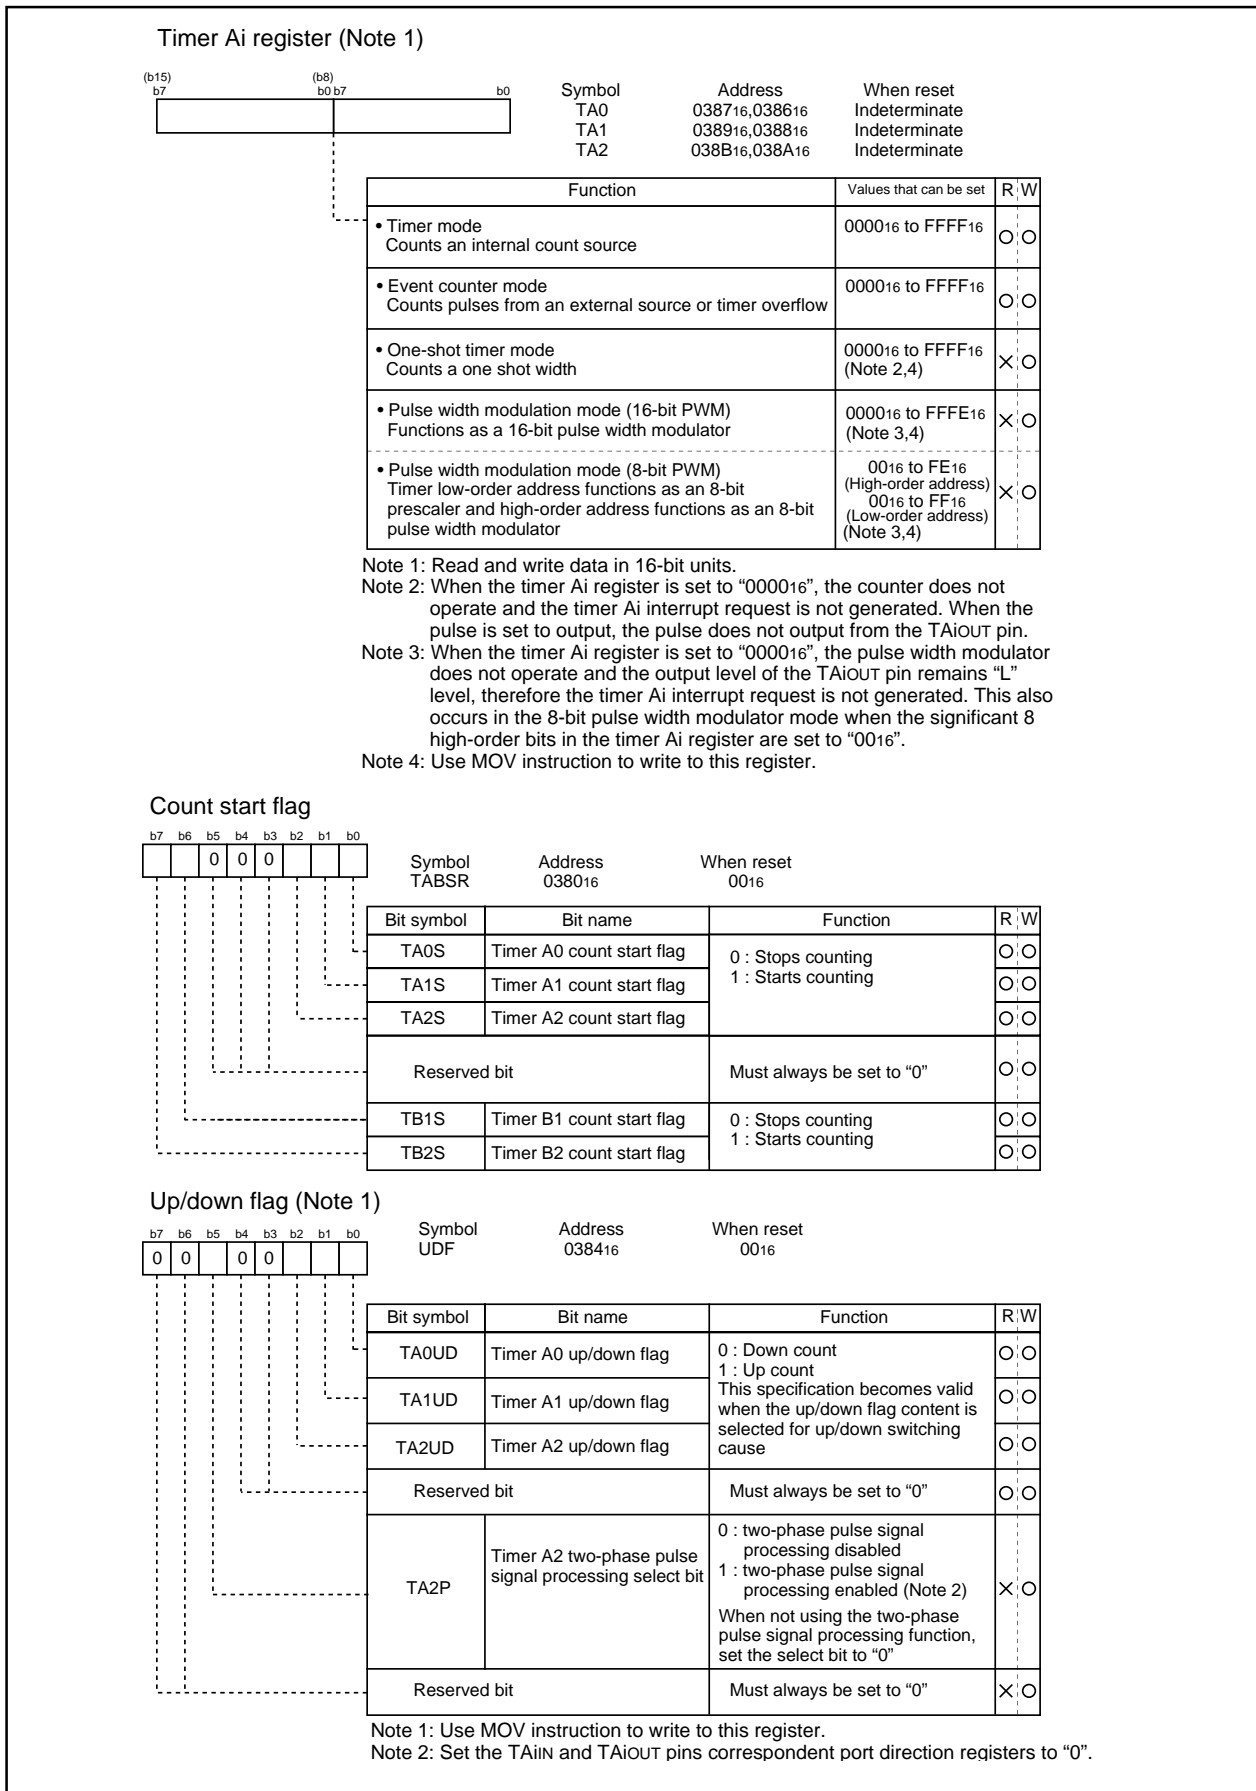 Timer Ai register (Note 1)
(b15) (b8)
b7 b0 b7 b0
Symbol Address When reset
TA0 038716,038616 Indeterminate
TA1 038916,038816 Indeterminate
TA2 038B16,038A16 Indeterminate
Function Values that can be set R W
• Timer mode 000016 to FFFF16
Counts an internal count source
• Event counter mode 000016 to FFFF16
Counts pulses from an external source or timer overflow
• One-shot timer mode 000016 to FFFF16
Counts a one shot width (Note 2,4)
• Pulse width modulation mode (16-bit PWM) 000016 to FFFE16
Functions as a 16-bit pulse width modulator (Note 3,4)
• Pulse width modulation mode (8-bit PWM) 0016 to FE16
Timer low-order address functions as an 8-bit (High-order address)
prescaler and high-order address functions as an 8-bit 0016 to FF16
pulse width modulator (Low-order address)
(Note 3,4)
Note 1: Read and write data in 16-bit units.
Note 2: When the timer Ai register is set to “000016”, the counter does not
operate and the timer Ai interrupt request is not generated. When the
pulse is set to output, the pulse does not output from the TAiOUT pin.
Note 3: When the timer Ai register is set to “000016”, the pulse width modulator
does not operate and the output level of the TAiOUT pin remains “L”
level, therefore the timer Ai interrupt request is not generated. This also
occurs in the 8-bit pulse width modulator mode when the significant 8
high-order bits in the timer Ai register are set to “0016”.
Note 4: Use MOV instruction to write to this register.
Count start flag
b7 b6 b5 b4 b3 b2 b1 b0
0 0 0
Symbol Address When reset
TABSR 038016 0016
Bit symbol Bit name Function R W
TA0S Timer A0 count start flag 0 : Stops counting
TA1S Timer A1 count start flag 1 : Starts counting
TA2S Timer A2 count start flag
Reserved bit Must always be set to “0”
TB1S Timer B1 count start flag 0 : Stops counting
TB2S Timer B2 count start flag 1 : Starts counting
Up/down flag (Note 1)
b7 b6 b5 b4 b3 b2 b1 b0
0 0 0 0
Symbol Address When reset
UDF 038416 0016
Bit symbol Bit name Function R W
TA0UD Timer A0 up/down flag 0 : Down count
1 : Up count
TA1UD Timer A1 up/down flag This specification becomes valid
when the up/down flag content is
TA2UD Timer A2 up/down flag selected for up/down switching
cause
Reserved bit Must always be set to “0”
TA2P Timer A2 two-phase pulse 0 : two-phase pulse signal
signal processing select bit processing disabled
1 : two-phase pulse signal
processing enabled (Note 2)
When not using the two-phase
pulse signal processing function,
set the select bit to “0”
Reserved bit Must always be set to “0”
Note 1: Use MOV instruction to write to this register.
Note 2: Set the TAiIN and TAiOUT pins correspondent port direction registers to “0”.